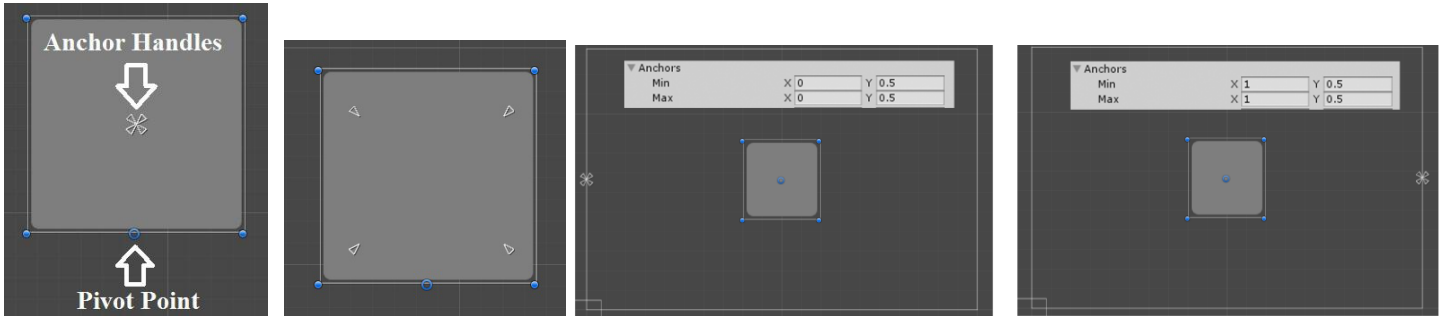 Anchor Handles
Pivot Point
Anchors
Min X 0 Y 0.5
Max X 0 Y 0.5
Anchors
Min X 1 Y 0.5
Max X 1 Y 0.5